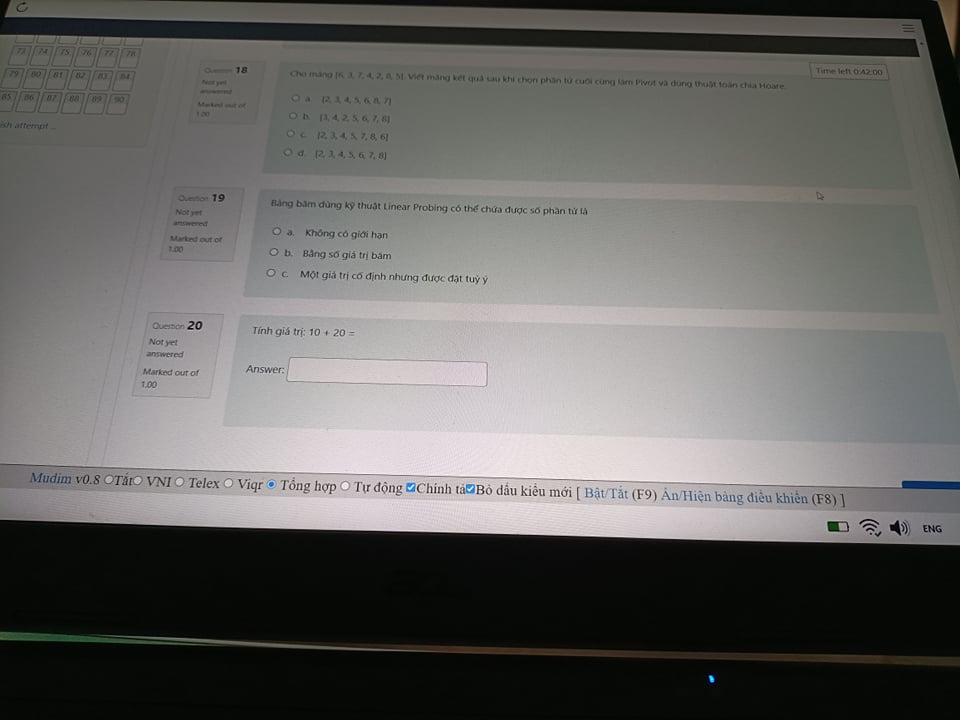 73 74 75 76 77 78
79 80 81 82 83 84
85 86 87 88 89 90
ish attempt ...
Time left 0:42:00
Question 18
Not yet
answered
Marked out of
1.00
Cho mảng [6, 3, 7, 4, 2, 8, 5]. Viết mảng kết quả sau khi chọn phần tử cuối cùng làm Pivot và dùng thuật toán chia Hoare.
a. [2, 3, 4, 5, 6, 8, 7]
b. [3, 4, 2, 5, 6, 7, 8]
c. [2, 3, 4, 5, 7, 8, 6]
d. [2, 3, 4, 5, 6, 7, 8]
Question 19
Not yet
answered
Marked out of
1.00
Bảng băm dùng kỹ thuật Linear Probing có thể chứa được số phần tử là
a. Không có giới hạn
b. Bằng số giá trị băm
c. Một giá trị cố định nhưng được đặt tuỳ ý
Question 20
Not yet
answered
Marked out of
1.00
Tính giá trị: 10 + 20 =
Answer:
Mudim v0.8 Tắt VNI Telex Viqr Tổng hợp Tự động Chính tả Bỏ dấu kiểu mới [ Bật/Tắt (F9) Ẩn/Hiện bảng điều khiển (F8) ]
ENG